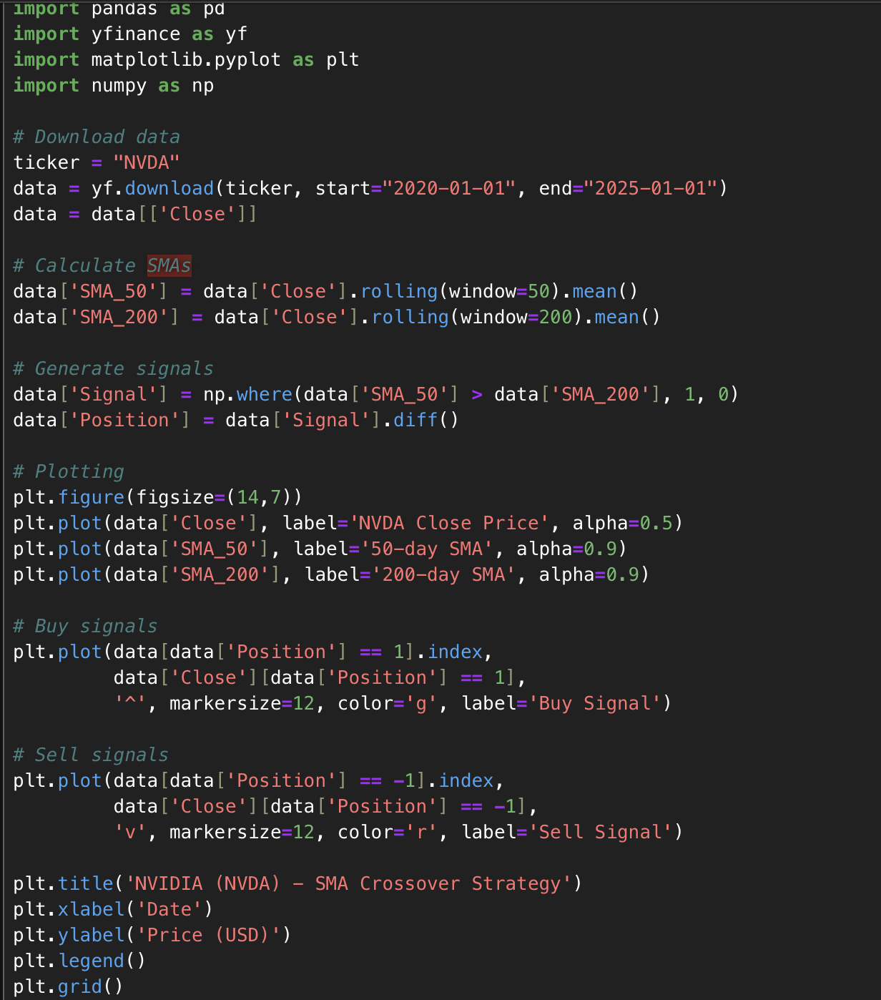 import pandas as pd
import yfinance as yf
import matplotlib.pyplot as plt
import numpy as np

# Download data
ticker = "NVDA"
data = yf.download(ticker, start="2020-01-01", end="2025-01-01")
data = data[['Close']]

# Calculate SMAs
data['SMA_50'] = data['Close'].rolling(window=50).mean()
data['SMA_200'] = data['Close'].rolling(window=200).mean()

# Generate signals
data['Signal'] = np.where(data['SMA_50'] > data['SMA_200'], 1, 0)
data['Position'] = data['Signal'].diff()

# Plotting
plt.figure(figsize=(14,7))
plt.plot(data['Close'], label='NVDA Close Price', alpha=0.5)
plt.plot(data['SMA_50'], label='50-day SMA', alpha=0.9)
plt.plot(data['SMA_200'], label='200-day SMA', alpha=0.9)

# Buy signals
plt.plot(data[data['Position'] == 1].index,
         data['Close'][data['Position'] == 1],
         '^', markersize=12, color='g', label='Buy Signal')

# Sell signals
plt.plot(data[data['Position'] == -1].index,
         data['Close'][data['Position'] == -1],
         'v', markersize=12, color='r', label='Sell Signal')

plt.title('NVIDIA (NVDA) - SMA Crossover Strategy')
plt.xlabel('Date')
plt.ylabel('Price (USD)')
plt.legend()
plt.grid()